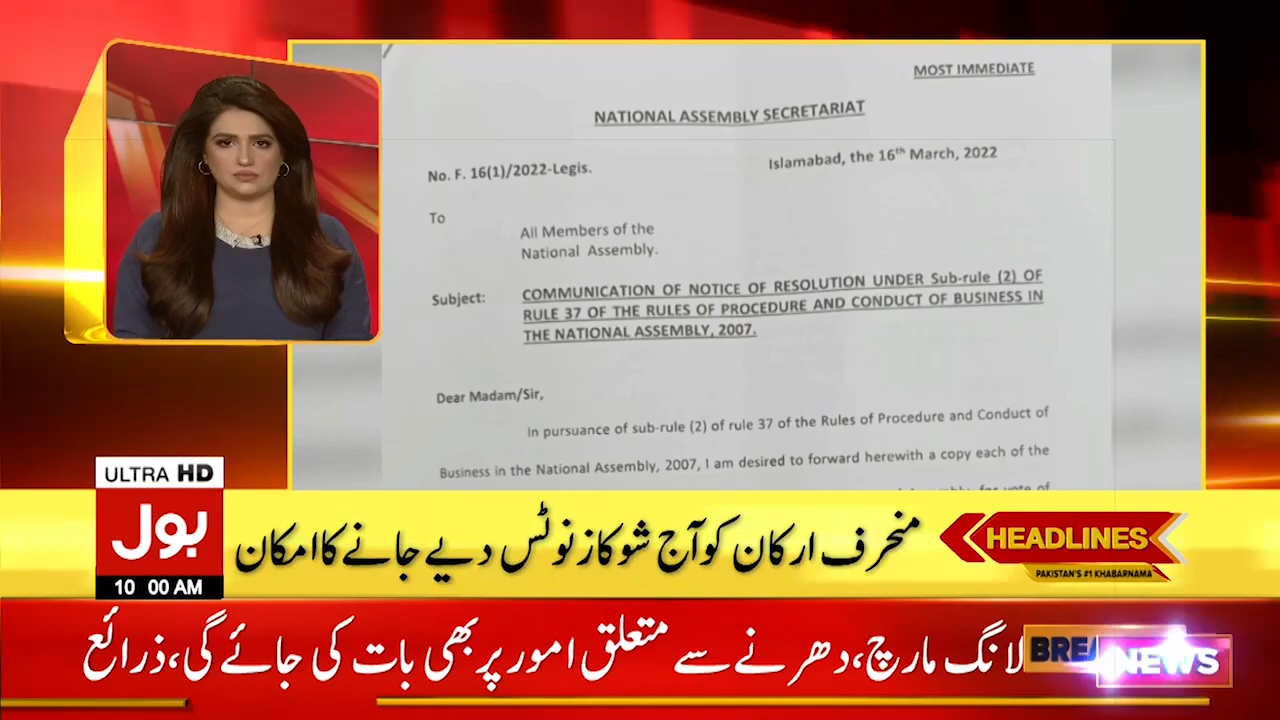 MOST IMMEDIATE
NATIONAL ASSEMBLY SECRETARIAT
No. F. 16(1)/2022-Legis.
Islamabad, the 16th March, 2022
To
All Members of the
National Assembly.
Subject:
COMMUNICATION OF NOTICE OF RESOLUTION UNDER Sub-rule (2) OF
RULE 37 OF THE RULES OF PROCEDURE AND CONDUCT OF BUSINESS IN
THE NATIONAL ASSEMBLY, 2007.
Dear Madam/Sir,
In pursuance of sub-rule (2) of rule 37 of the Rules of Procedure and Conduct of
Business in the National Assembly, 2007, I am desired to forward herewith a copy each of the
ULTRA HD
بول
10 00 AM
منحرف ارکان کو آج شوکاز نوٹس دیے جانے کا امکان
HEADLINES
PAKISTAN'S #1 KHABARNAMA
لانگ مارچ، دھرنے سے متعلق امور پر بھی بات کی جائے گی، ذرائع
NEWS